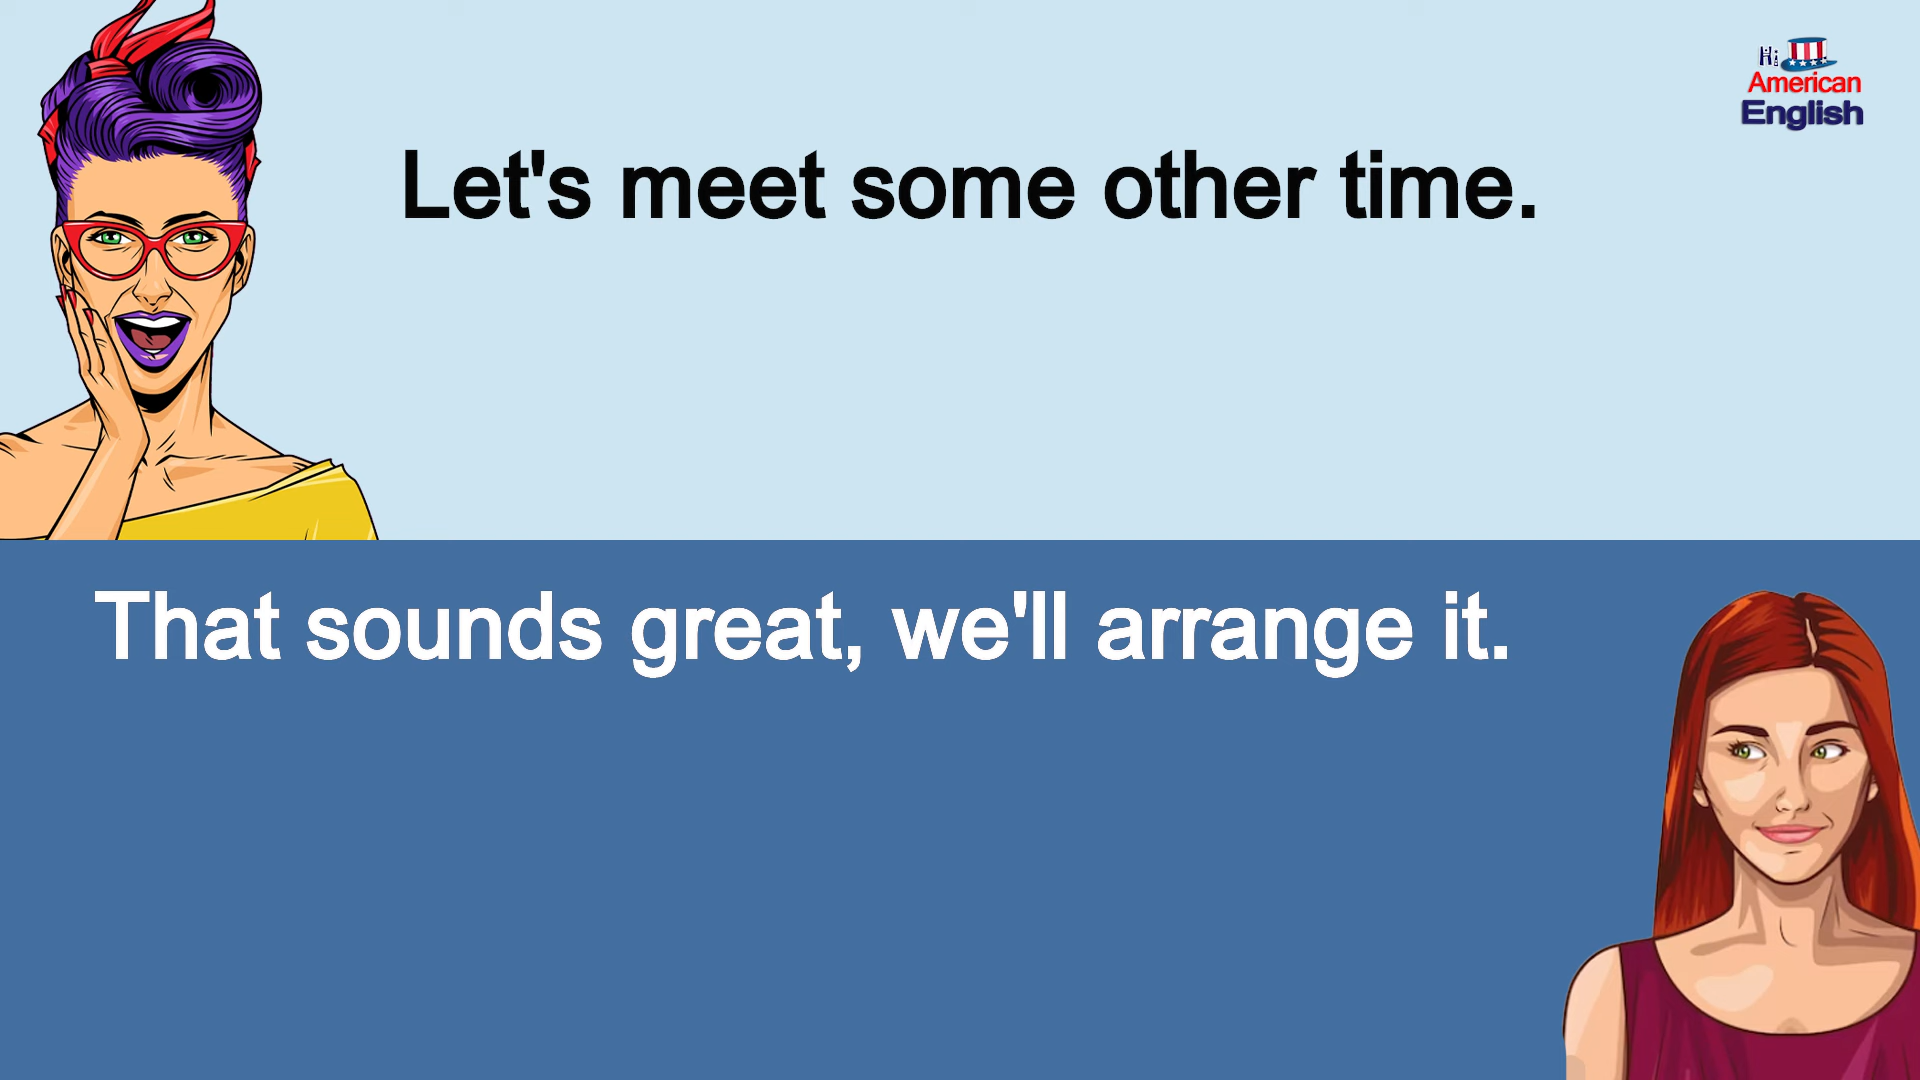 Hi
American
English
Let's meet some other time.
That sounds great, we'll arrange it.